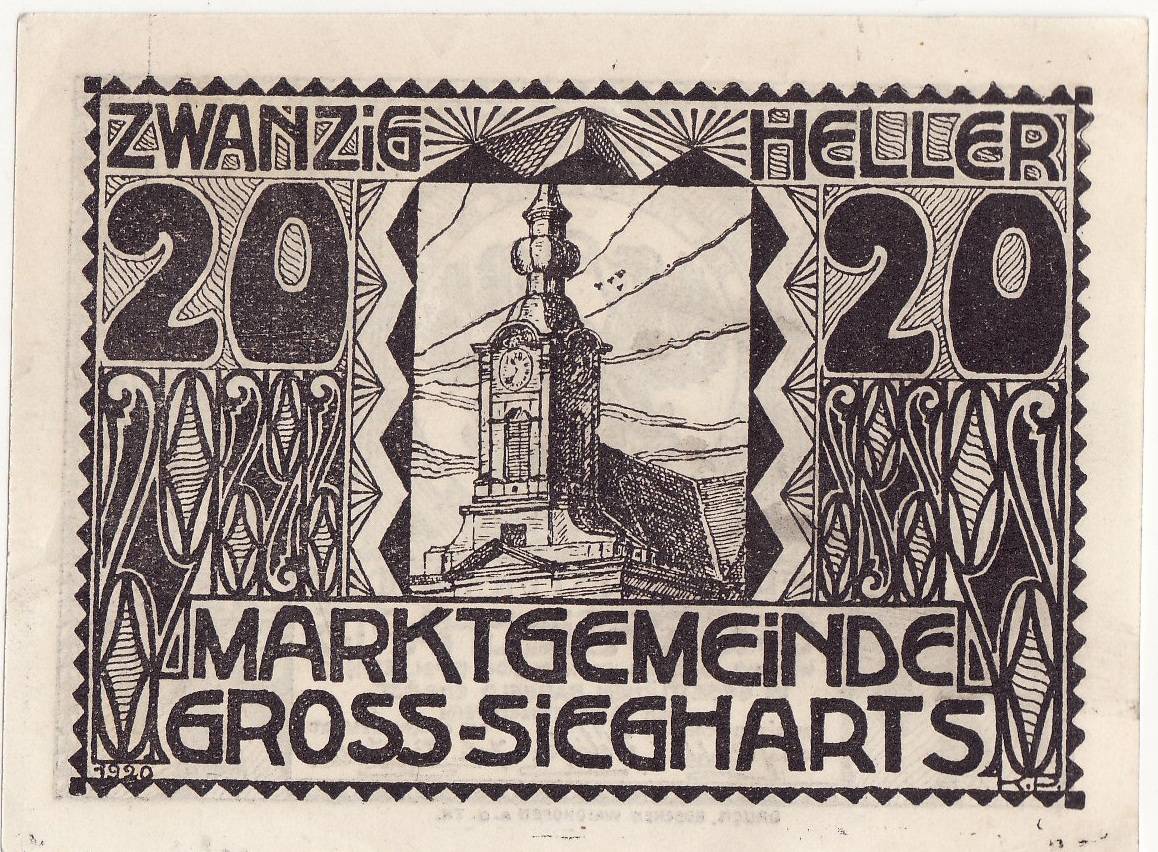 ZWANZiG HELLER
20 20
MARKTGEMEiNDE
GROSS-SiEGHARTS
1920